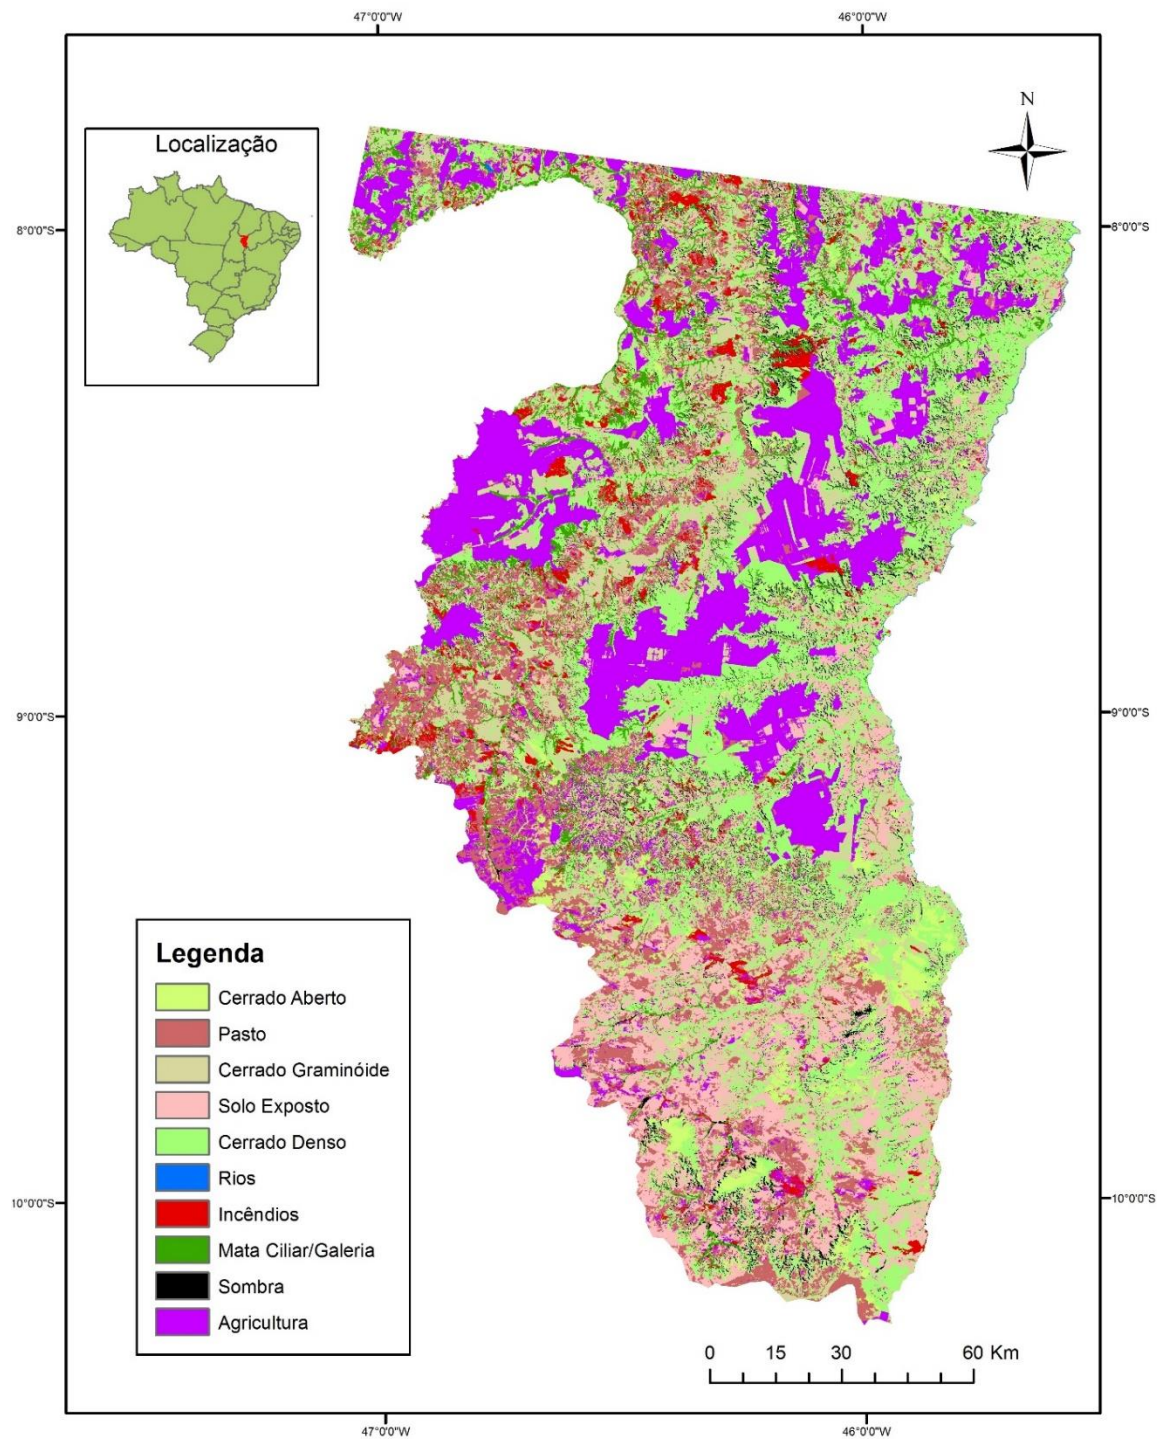 47°0'0"W
46°0'0"W
N
Localização
8°0'0"S
8°0'0"S
9°0'0"S
9°0'0"S
Legenda
Cerrado Aberto
Pasto
Cerrado Graminóide
Solo Exposto
Cerrado Denso
Rios
Incêndios
Mata Ciliar/Galeria
Sombra
Agricultura
10°0'0"S
10°0'0"S
0 15 30 60 Km
47°0'0"W
46°0'0"W